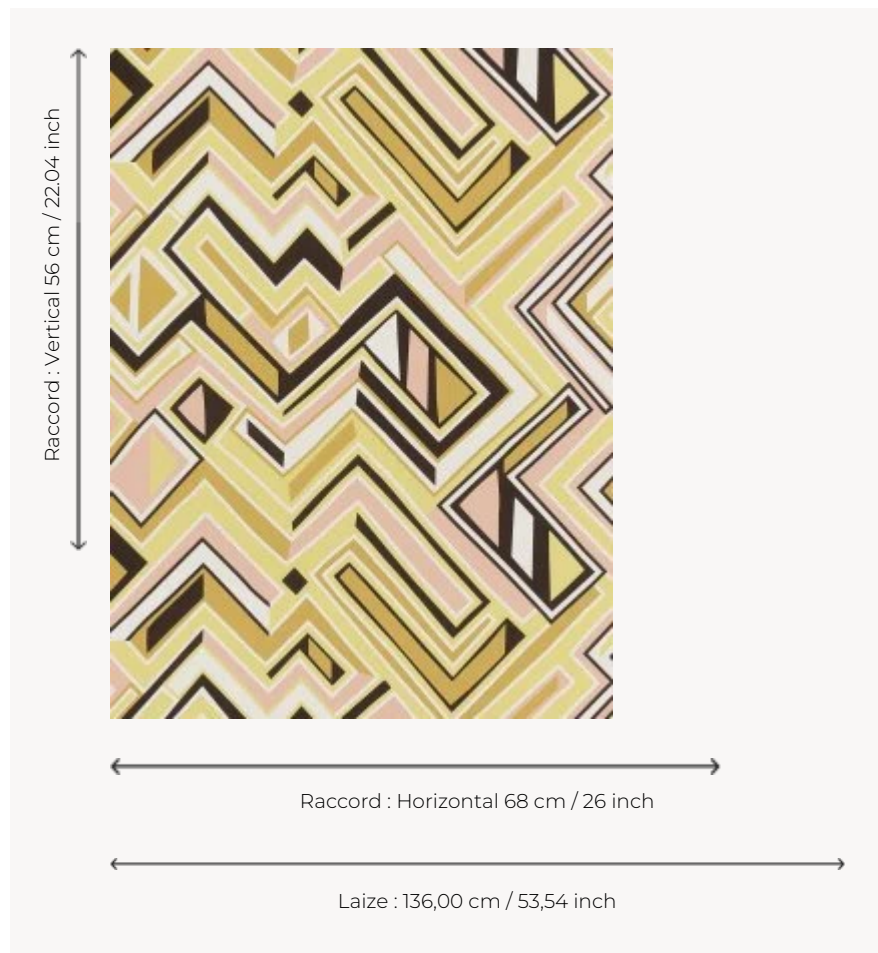 Raccord : Vertical 56 cm / 22.04 inch
Raccord : Horizontal 68 cm / 26 inch
Laize : 136,00 cm / 53,54 inch